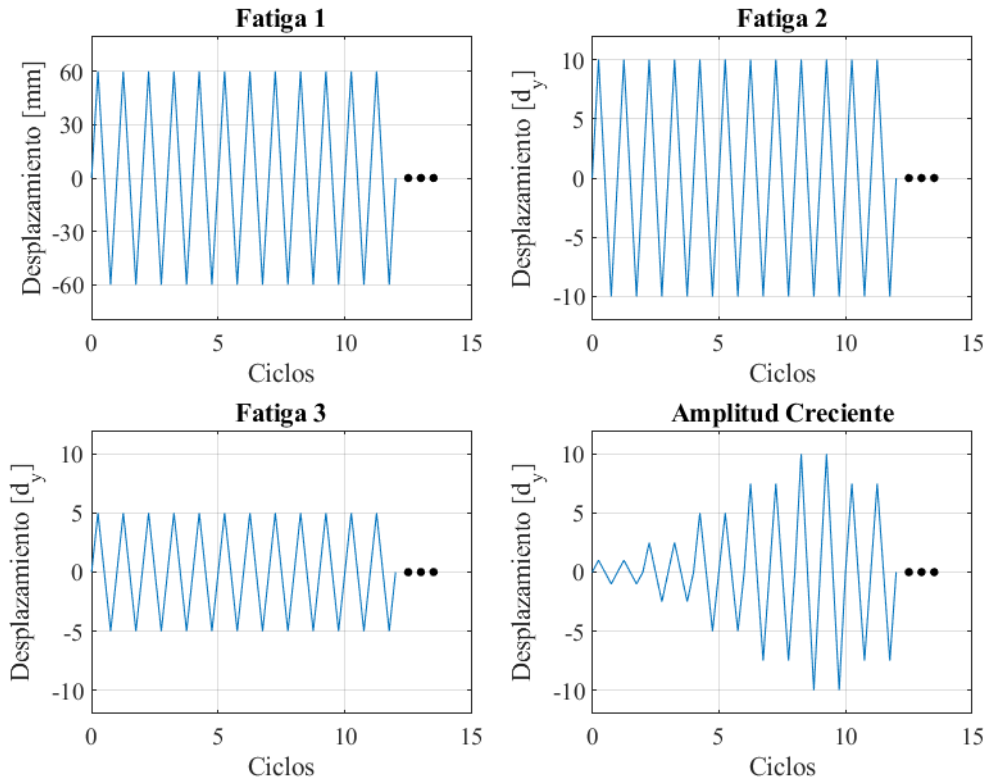 Fatiga 1
Desplazamiento [mm]
60
30
0
-30
-60
0 5 10 15
Ciclos
Fatiga 2
Desplazamiento [d_y]
10
5
0
-5
-10
0 5 10 15
Ciclos
Fatiga 3
Desplazamiento [d_y]
10
5
0
-5
-10
0 5 10 15
Ciclos
Amplitud Creciente
Desplazamiento [d_y]
10
5
0
-5
-10
0 5 10 15
Ciclos